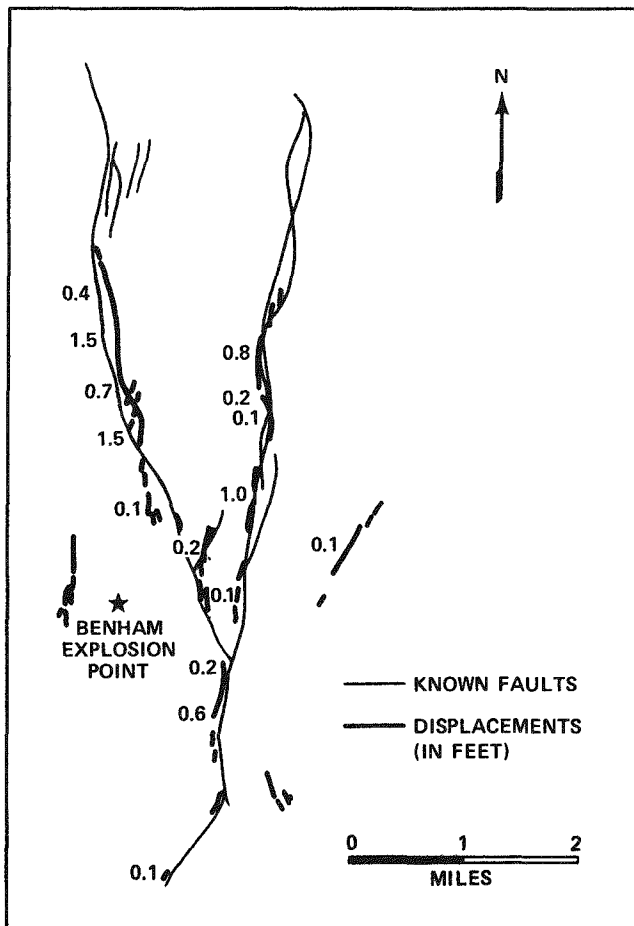 N
0.4
1.5
0.8
0.7
0.2
0.1
1.5
1.0
0.1
0.2
0.1
0.1
BENHAM
EXPLOSION
POINT
0.2
0.6
KNOWN FAULTS
DISPLACEMENTS
(IN FEET)
0 1 2
MILES
0.1